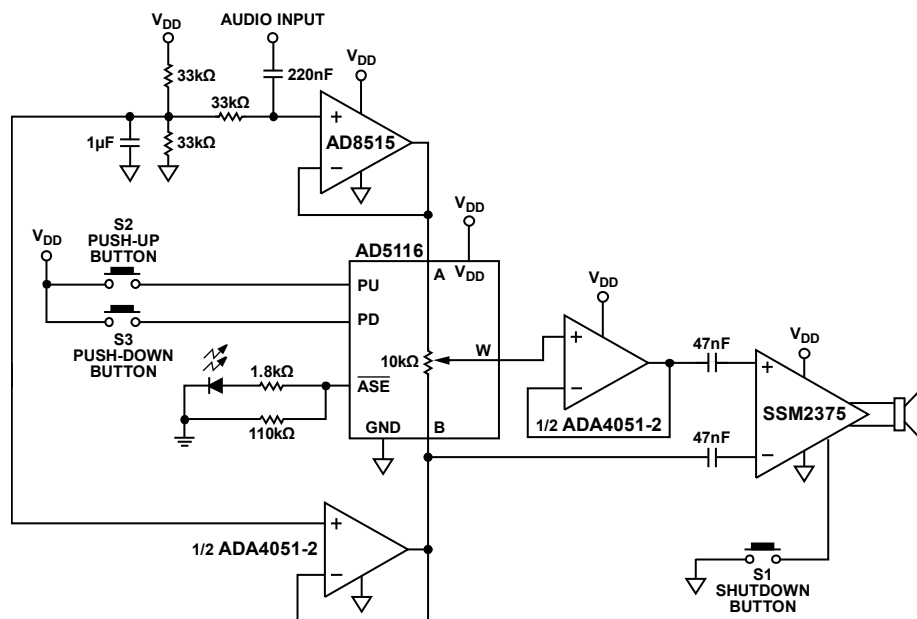 VDD
AUDIO INPUT
33kΩ
220nF
VDD
33kΩ
+
AD8515
−
1µF
33kΩ
S2
PUSH-UP
BUTTON
VDD
S3
PUSH-DOWN
BUTTON
AD5116
VDD
A
VDD
PU
PD
10kΩ
W
ASE
GND
B
1.8kΩ
110kΩ
VDD
+
−
1/2 ADA4051-2
47nF
47nF
VDD
+
SSM2375
−
+
1/2 ADA4051-2
−
S1
SHUTDOWN
BUTTON